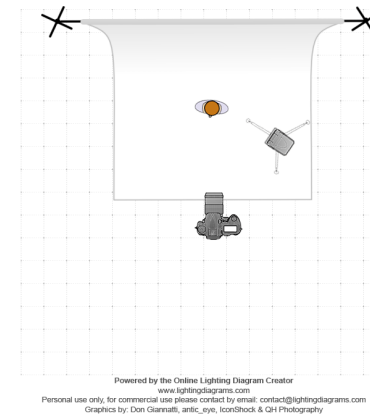 Powered by the Online Lighting Diagram Creator
www.lightingdiagrams.com
Personal use only, for commercial use please contact by email: contact@lightingdiagrams.com
Graphics by: Don Giannatti, antic_eye, IconShock & QH Photography